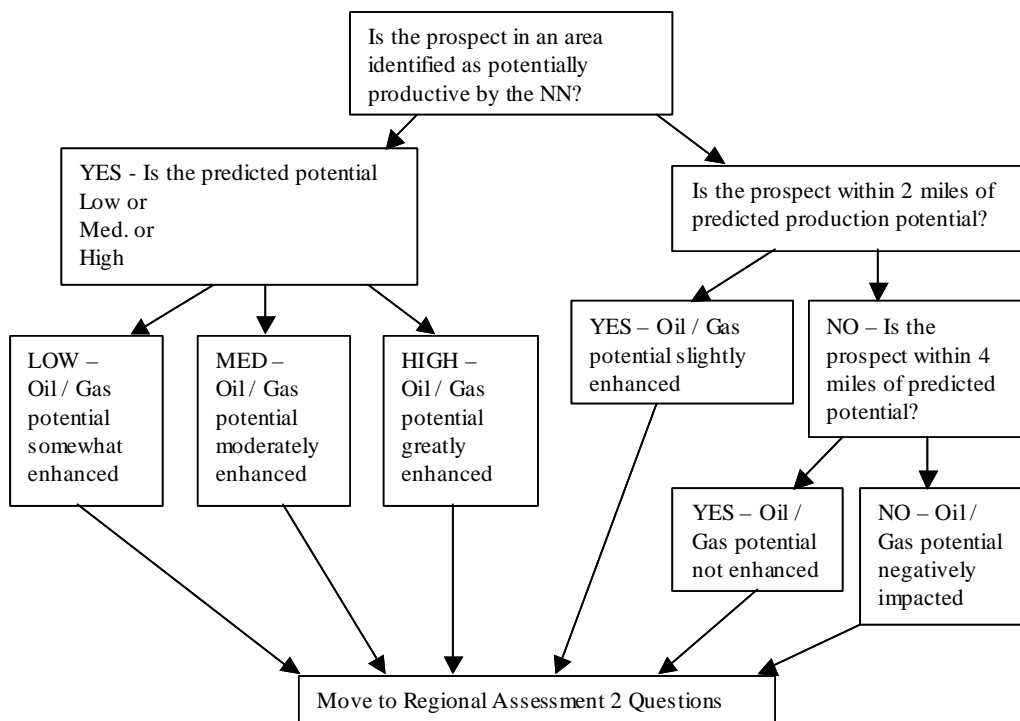 Is the prospect in an area
identified as potentially
productive by the NN?
YES - Is the predicted potential
Low or
Med. or
High
Is the prospect within 2 miles of
predicted production potential?
LOW –
Oil / Gas
potential
somewhat
enhanced
MED –
Oil / Gas
potential
moderately
enhanced
HIGH –
Oil / Gas
potential
greatly
enhanced
YES – Oil / Gas
potential slightly
enhanced
NO – Is the
prospect within 4
miles of predicted
potential?
YES – Oil /
Gas potential
not enhanced
NO – Oil /
Gas potential
negatively
impacted
Move to Regional Assessment 2 Questions